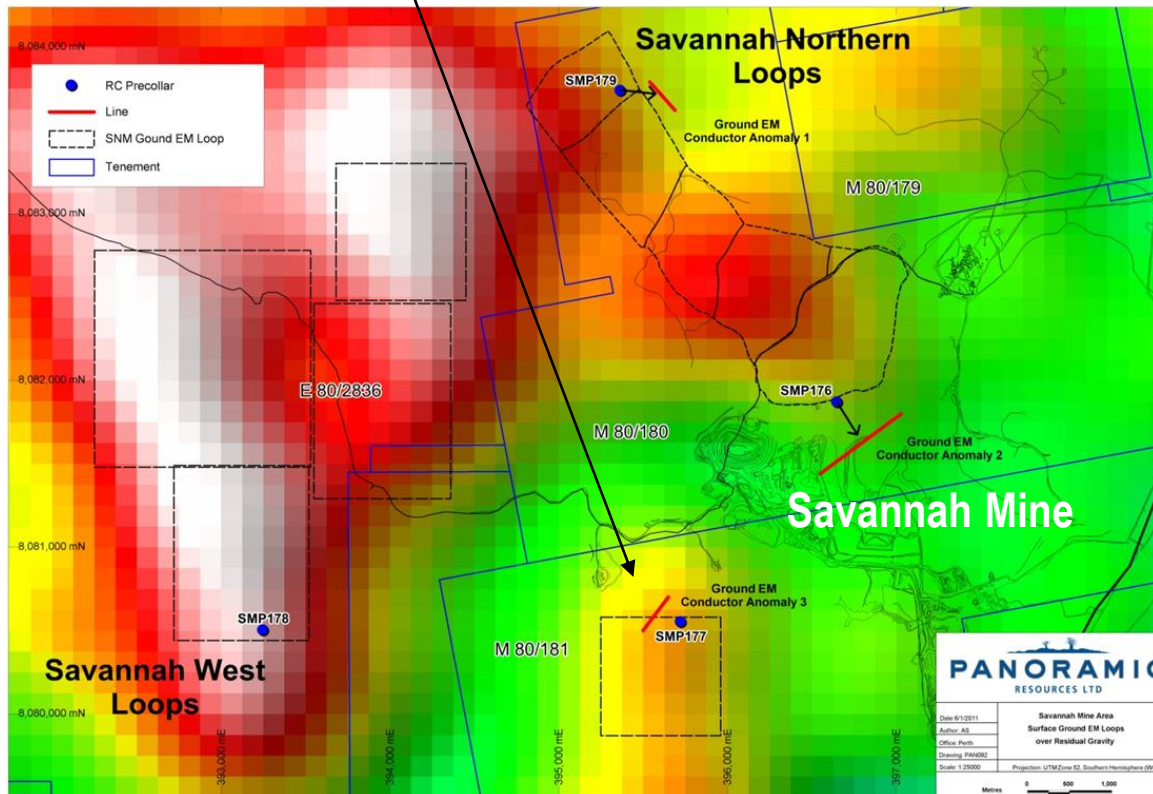 8,084,000 mN
Savannah Northern
Loops
RC Precollar
Line
SNM Gound EM Loop
Tenement
SMP179
Ground EM
Conductor Anomaly 1
M 80/179
8,083,000 mN
8,082,000 mN
E 80/2836
SMP176
M 80/180
Ground EM
Conductor Anomaly 2
Savannah Mine
8,081,000 mN
Ground EM
Conductor Anomaly 3
SMP178
SMP177
M 80/181
Savannah West
Loops
8,080,000 mN
393,000 mE
394,000 mE
395,000 mE
396,000 mE
397,000 mE
PANORAMIC
RESOURCES LTD
Date:6/1/2011
Author: AS
Office: Perth
Drawing: PAN092
Scale: 1:25000
Savannah Mine Area
Surface Ground EM Loops
over Residual Gravity
Projection: UTM Zone 52, Southern Hemisphere
Metres
0 500 1,000